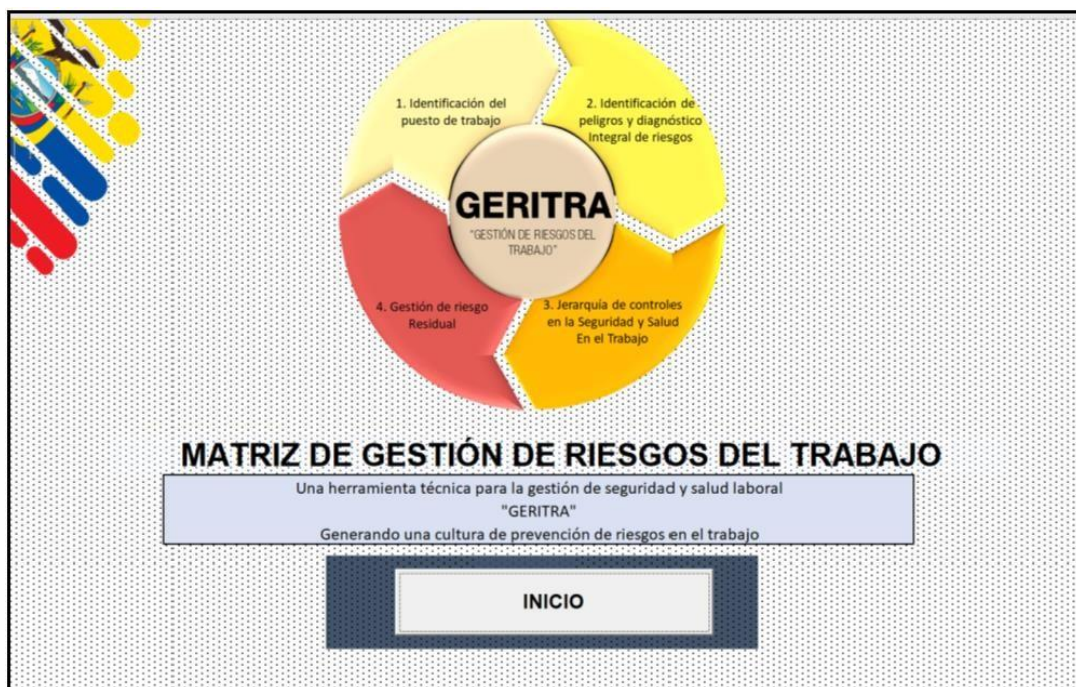 1. Identificación del
puesto de trabajo
2. Identificación de
peligros y diagnóstico
Integral de riesgos
GERITRA
"GESTIÓN DE RIESGOS DEL
TRABAJO"
4. Gestión de riesgo
Residual
3. Jerarquía de controles
en la Seguridad y Salud
En el Trabajo
MATRIZ DE GESTIÓN DE RIESGOS DEL TRABAJO
Una herramienta técnica para la gestión de seguridad y salud laboral
"GERITRA"
Generando una cultura de prevención de riesgos en el trabajo
INICIO